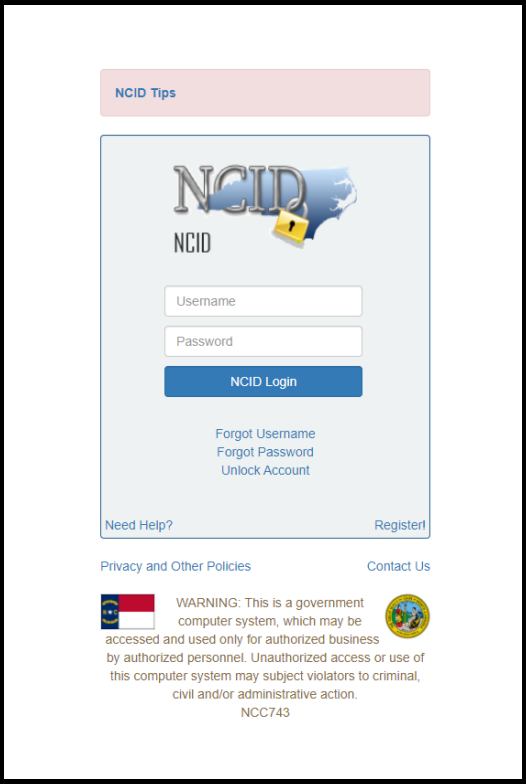 NCID Tips
NCID
NCID
Username
Password
NCID Login
Forgot Username
Forgot Password
Unlock Account
Need Help?
Register!
Privacy and Other Policies
Contact Us
N C
WARNING: This is a government
computer system, which may be
accessed and used only for authorized business
by authorized personnel. Unauthorized access or use of
this computer system may subject violators to criminal,
civil and/or administrative action.
NCC743